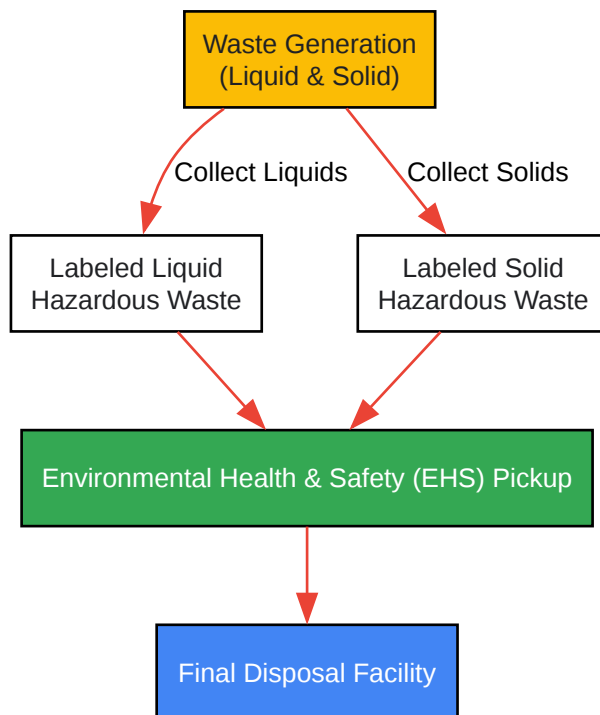 Waste Generation
(Liquid & Solid)
Collect Liquids
Collect Solids
Labeled Liquid
Hazardous Waste
Labeled Solid
Hazardous Waste
Environmental Health & Safety (EHS) Pickup
Final Disposal Facility